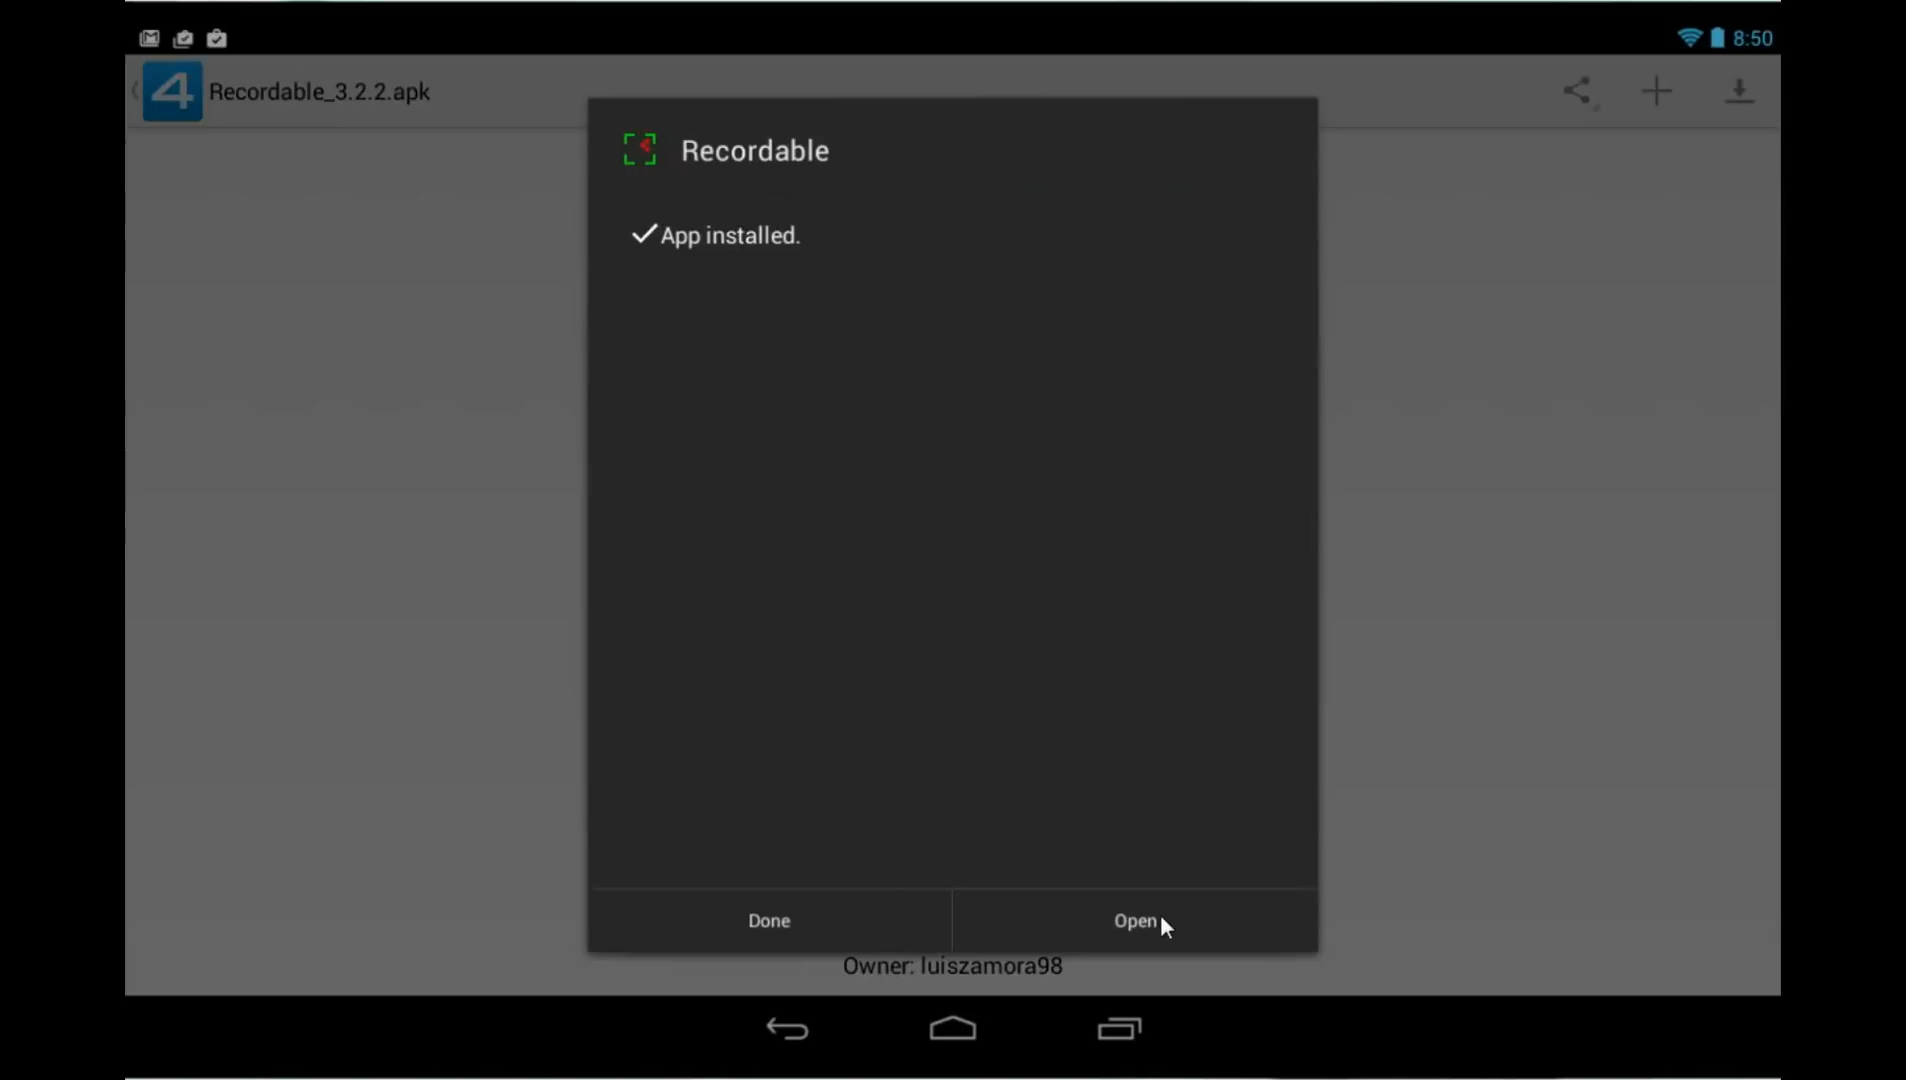 8:50
4 Recordable_3.2.2.apk
Recordable
App installed.
Done Open
Owner: luiszamora98